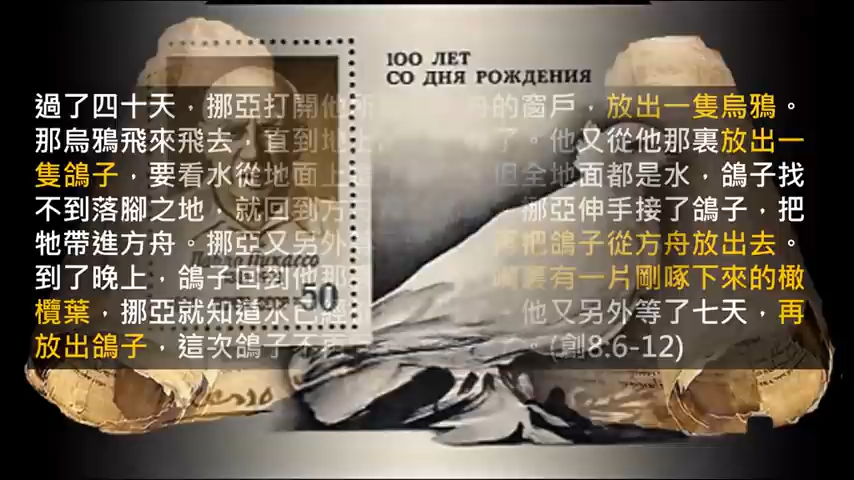 100 ЛЕТ
СО ДНЯ РОЖДЕНИЯ
過了四十天，挪亞打開他所 的窗戶，放出一隻烏鴉。
那烏鴉飛來飛去，直到地上 了。他又從他那裏放出一
隻鴿子，要看水從地面上 但全地面都是水，鴿子找
不到落腳之地，就回到方 挪亞伸手接了鴿子，把
牠帶進方舟。挪亞又另外 再把鴿子從方舟放出去。
到了晚上，鴿子回到他那 嘴裏有一片剛啄下來的橄
欖葉，挪亞就知道水已經 他又另外等了七天，再
放出鴿子，這次鴿子不再 。(創8.6-12)
Пабло Пикассо
50